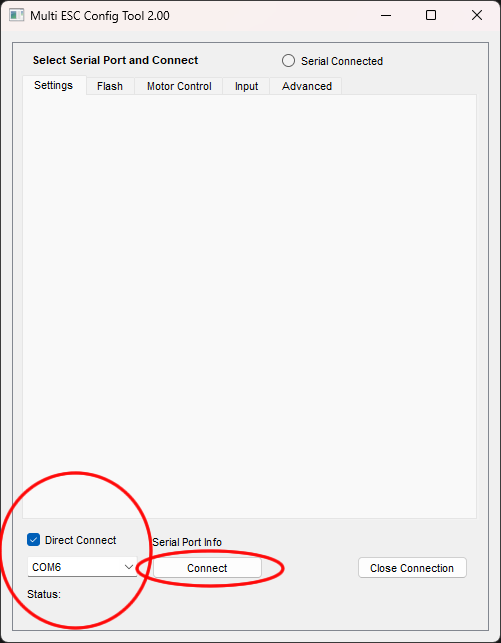 Multi ESC Config Tool 2.00
Select Serial Port and Connect
Serial Connected
Settings Flash Motor Control Input Advanced
Direct Connect
Serial Port Info
COM6
Connect
Close Connection
Status: